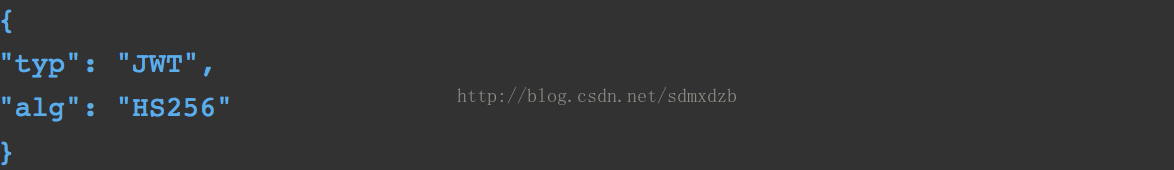 {
"typ": "JWT",
http://blog.csdn.net/sdmxdzb
"alg": "HS256"
}